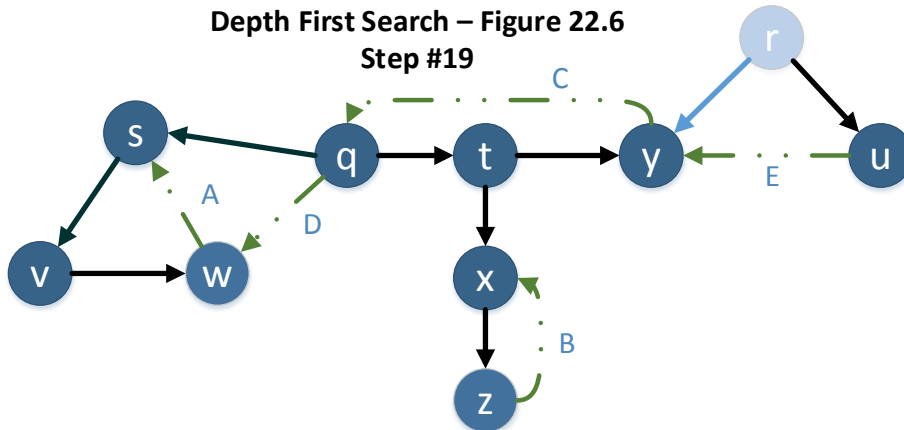 Depth First Search – Figure 22.6
Step #19
r
C
s
q
t
y
u
A
D
E
v
w
x
B
z